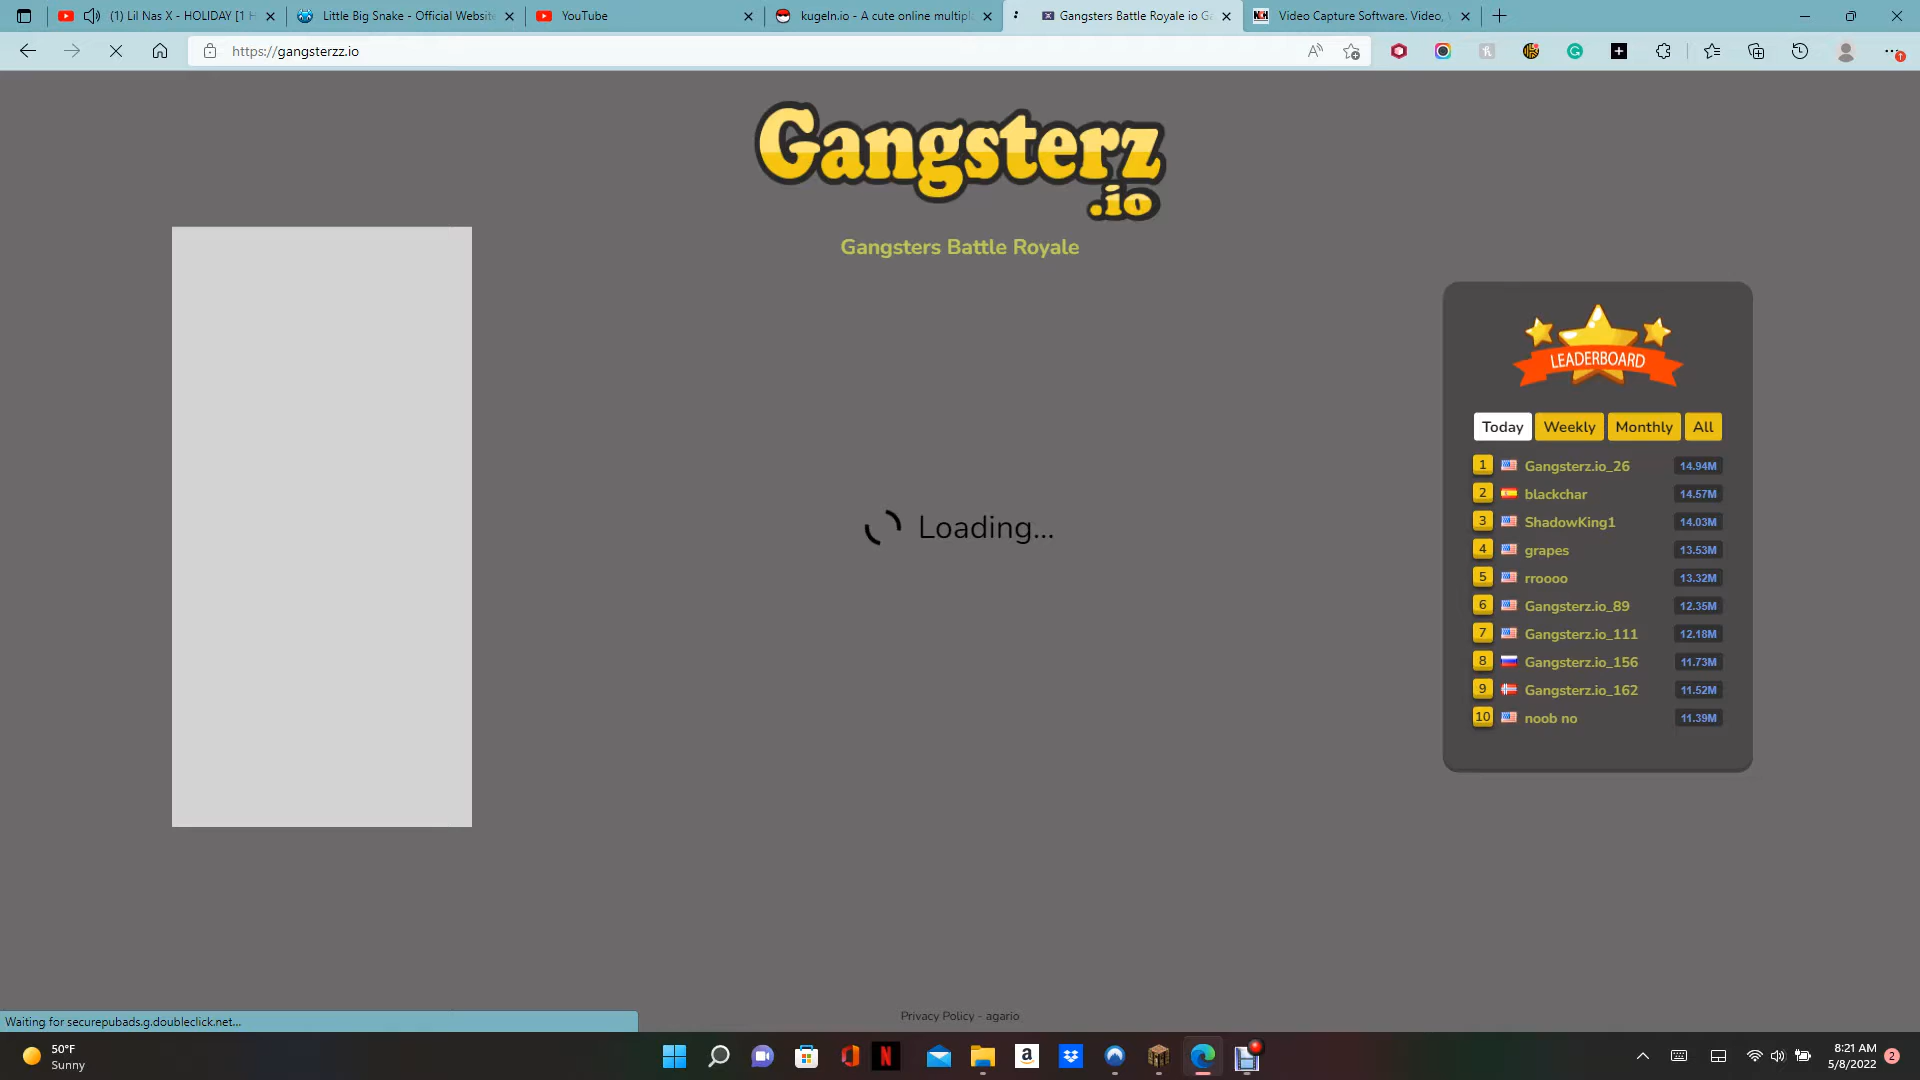 (1) Lil Nas X - HOLIDAY [1 H
Little Big Snake - Official Website
YouTube
kugeln.io - A cute online multipl
Gangsters Battle Royale io Ga
NCH
Video Capture Software. Video,
https://gangsterzz.io
Gangsterz
.io
Gangsters Battle Royale
LEADERBOARD
Today Weekly Monthly All
1 Gangsterz.io_26 14.94M
2 blackchar 14.57M
3 ShadowKing1 14.03M
4 grapes 13.53M
5 rroooo 13.32M
6 Gangsterz.io_89 12.35M
7 Gangsterz.io_111 12.18M
8 Gangsterz.io_156 11.73M
9 Gangsterz.io_162 11.52M
10 noob no 11.39M
Loading...
Privacy Policy - agario
Waiting for securepubads.g.doubleclick.net...
50°F
Sunny
8:21 AM
5/8/2022
2